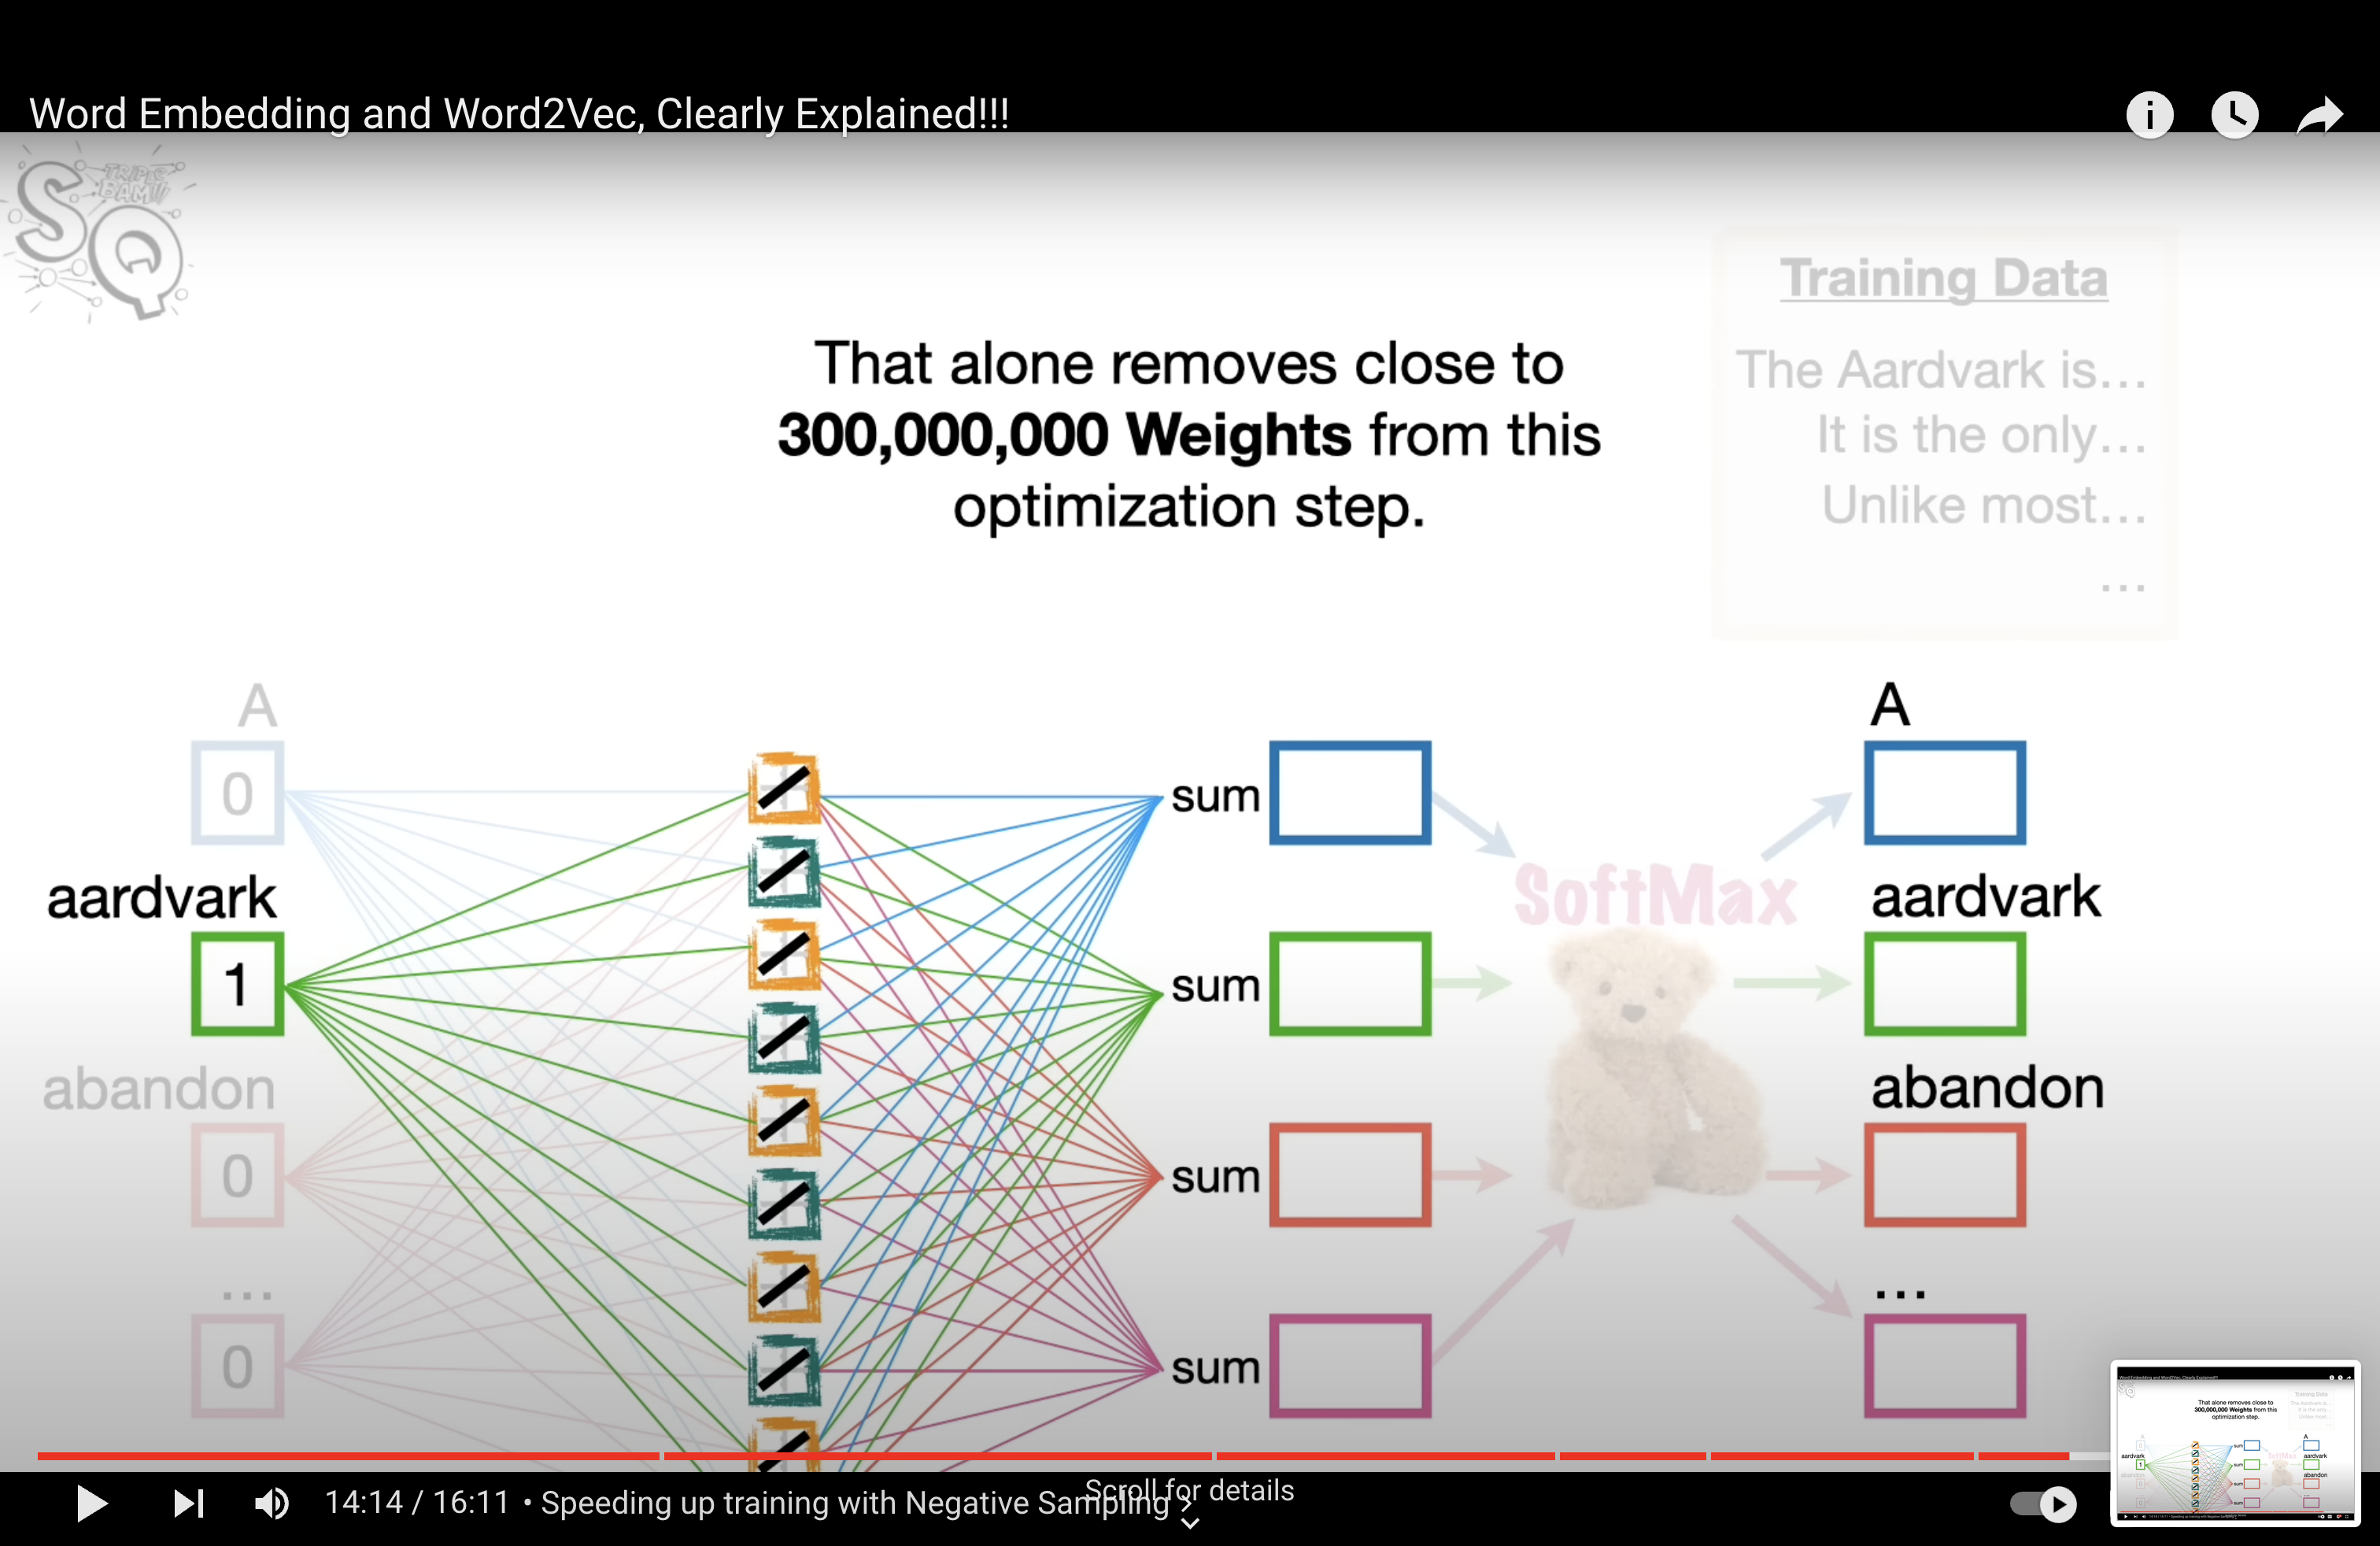 Word Embedding and Word2Vec, Clearly Explained!!!
SQ
TRIPLE
BAM!!!
Training Data
The Aardvark is...
It is the only...
Unlike most...
...
That alone removes close to
300,000,000 Weights from this
optimization step.
A
0
aardvark
1
abandon
0
...
0
sum
sum
sum
sum
SoftMax
A
aardvark
abandon
...
14:14 / 16:11 • Speeding up training with Negative Sampling
Scroll for details